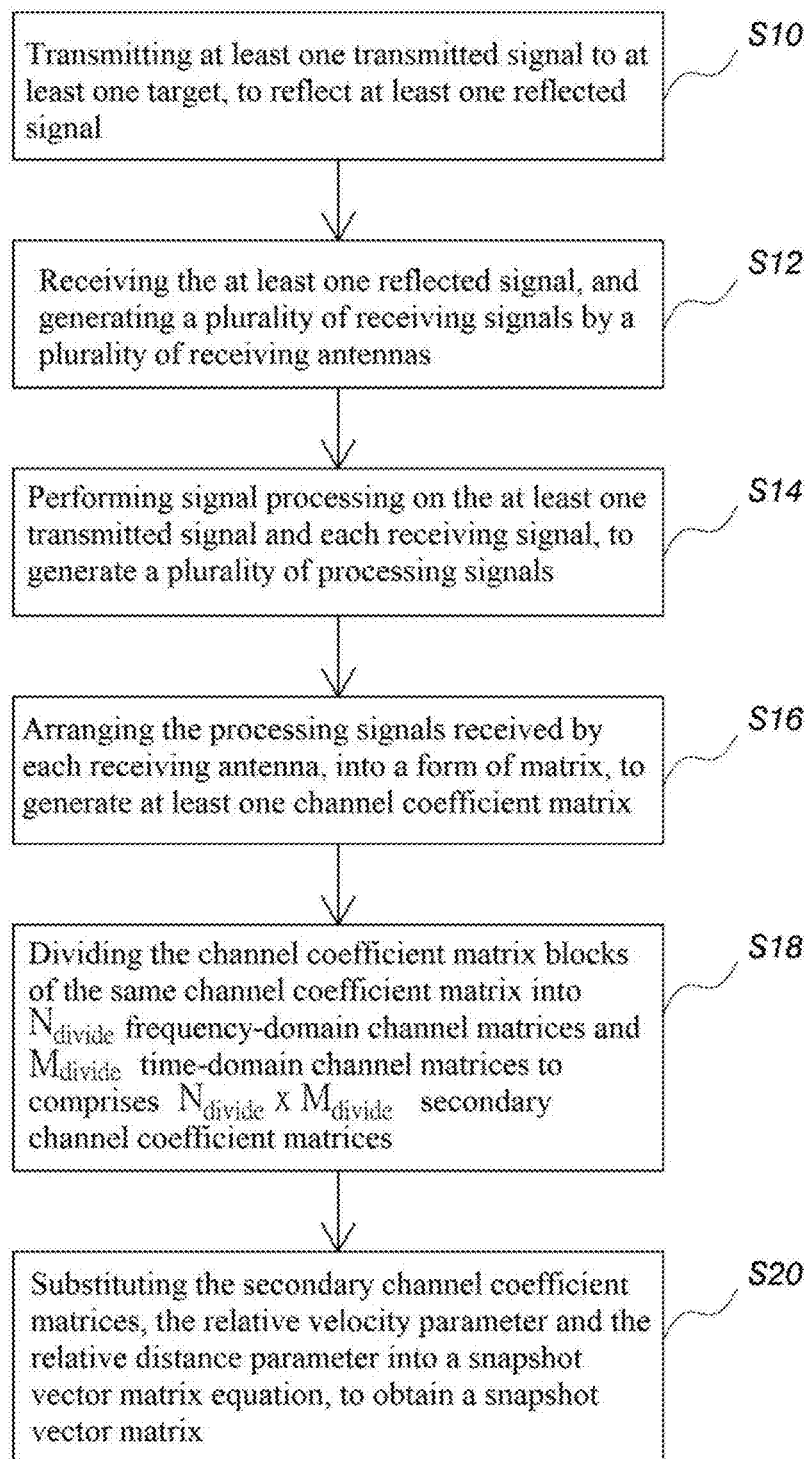 S10
Transmitting at least one transmitted signal to at
least one target, to reflect at least one reflected
signal
S12
Receiving the at least one reflected signal, and
generating a plurality of receiving signals by a
plurality of receiving antennas
S14
Performing signal processing on the at least one
transmitted signal and each receiving signal, to
generate a plurality of processing signals
S16
Arranging the processing signals received by
each receiving antenna, into a form of matrix, to
generate at least one channel coefficient matrix
S18
Dividing the channel coefficient matrix blocks
of the same channel coefficient matrix into
Ndivide frequency-domain channel matrices and
Mdivide time-domain channel matrices to
comprises Ndivide x Mdivide secondary
channel coefficient matrices
S20
Substituting the secondary channel coefficient
matrices, the relative velocity parameter and the
relative distance parameter into a snapshot
vector matrix equation, to obtain a snapshot
vector matrix